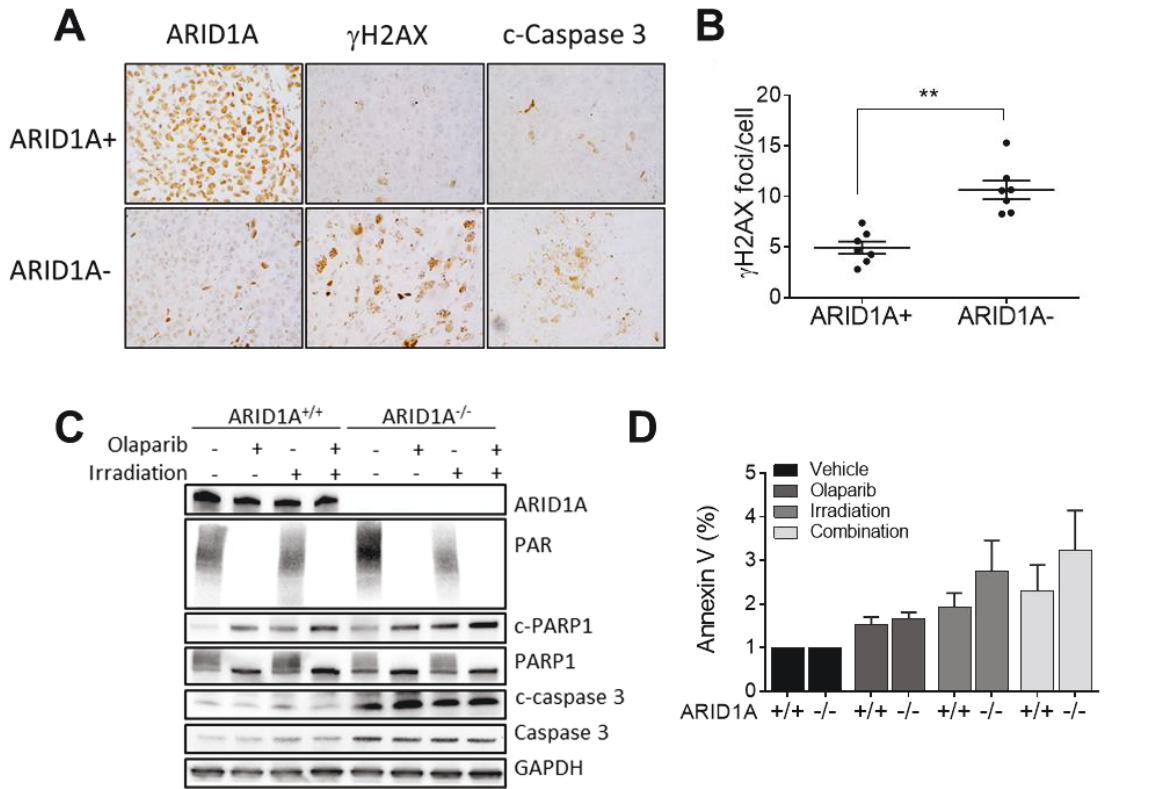 A
ARID1A γH2AX c-Caspase 3
ARID1A+
ARID1A-
B
γH2AX foci/cell
**
20
15
10
5
0
ARID1A+ ARID1A-
C
ARID1A+/+ ARID1A-/-
Olaparib - + - + - + - +
Irradiation - - + + - - + +
ARID1A
PAR
c-PARP1
PARP1
c-caspase 3
Caspase 3
GAPDH
D
Annexin V (%)
5
4
3
2
1
0
Vehicle
Olaparib
Irradiation
Combination
ARID1A +/+ -/- +/+ -/- +/+ -/- +/+ -/-